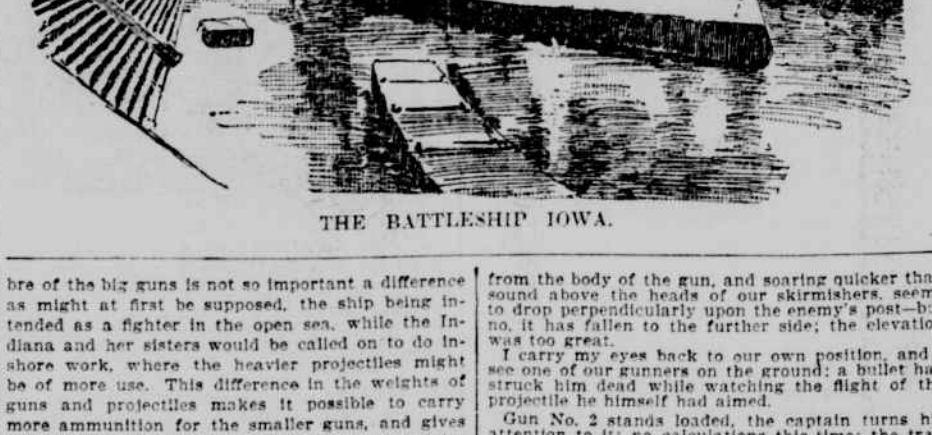 THE BATTLESHIP IOWA.
bre of the big guns is not so important a difference
as might at first be supposed, the ship being in-
tended as a fighter in the open sea, while the In-
diana and her sisters would be called on to do in-
shore work, where the heavier projectiles might
be of more use. This difference in the weights of
guns and projectiles makes it possible to carry
more ammunition for the smaller guns, and gives
from the body of the gun, and soaring quicker tha
sound above the heads of our skirmishers, seem
to drop perpendicularly upon the enemy's post—b
no, it has fallen to the further side; the elevatio
was too great.
I carry my eyes back to our own position, and
see one of our gunners on the ground; a bullet ha
struck him dead while watching the flight of th
projectile he himself had aimed.
Gun No. 2 stands loaded, the captain turns h
attention to it; no calculations this time; the